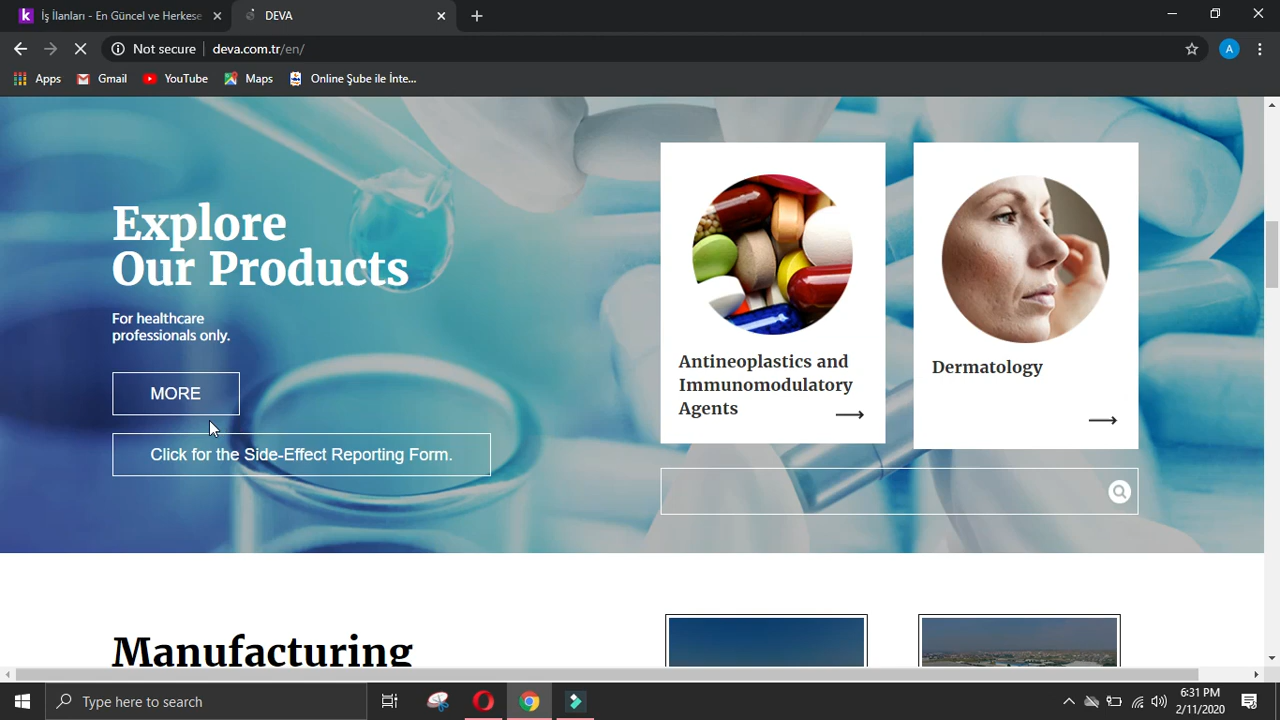 İş İlanları - En Güncel ve Herkese
DEVA
Not secure
deva.com.tr/en/
A
Apps
Gmail
YouTube
Maps
Online Şube ile İnte...
Explore
Our Products
For healthcare
professionals only.
MORE
Click for the Side-Effect Reporting Form.
Antineoplastics and
Immunomodulatory
Agents
Dermatology
Manufacturing
Type here to search
6:31 PM
2/11/2020